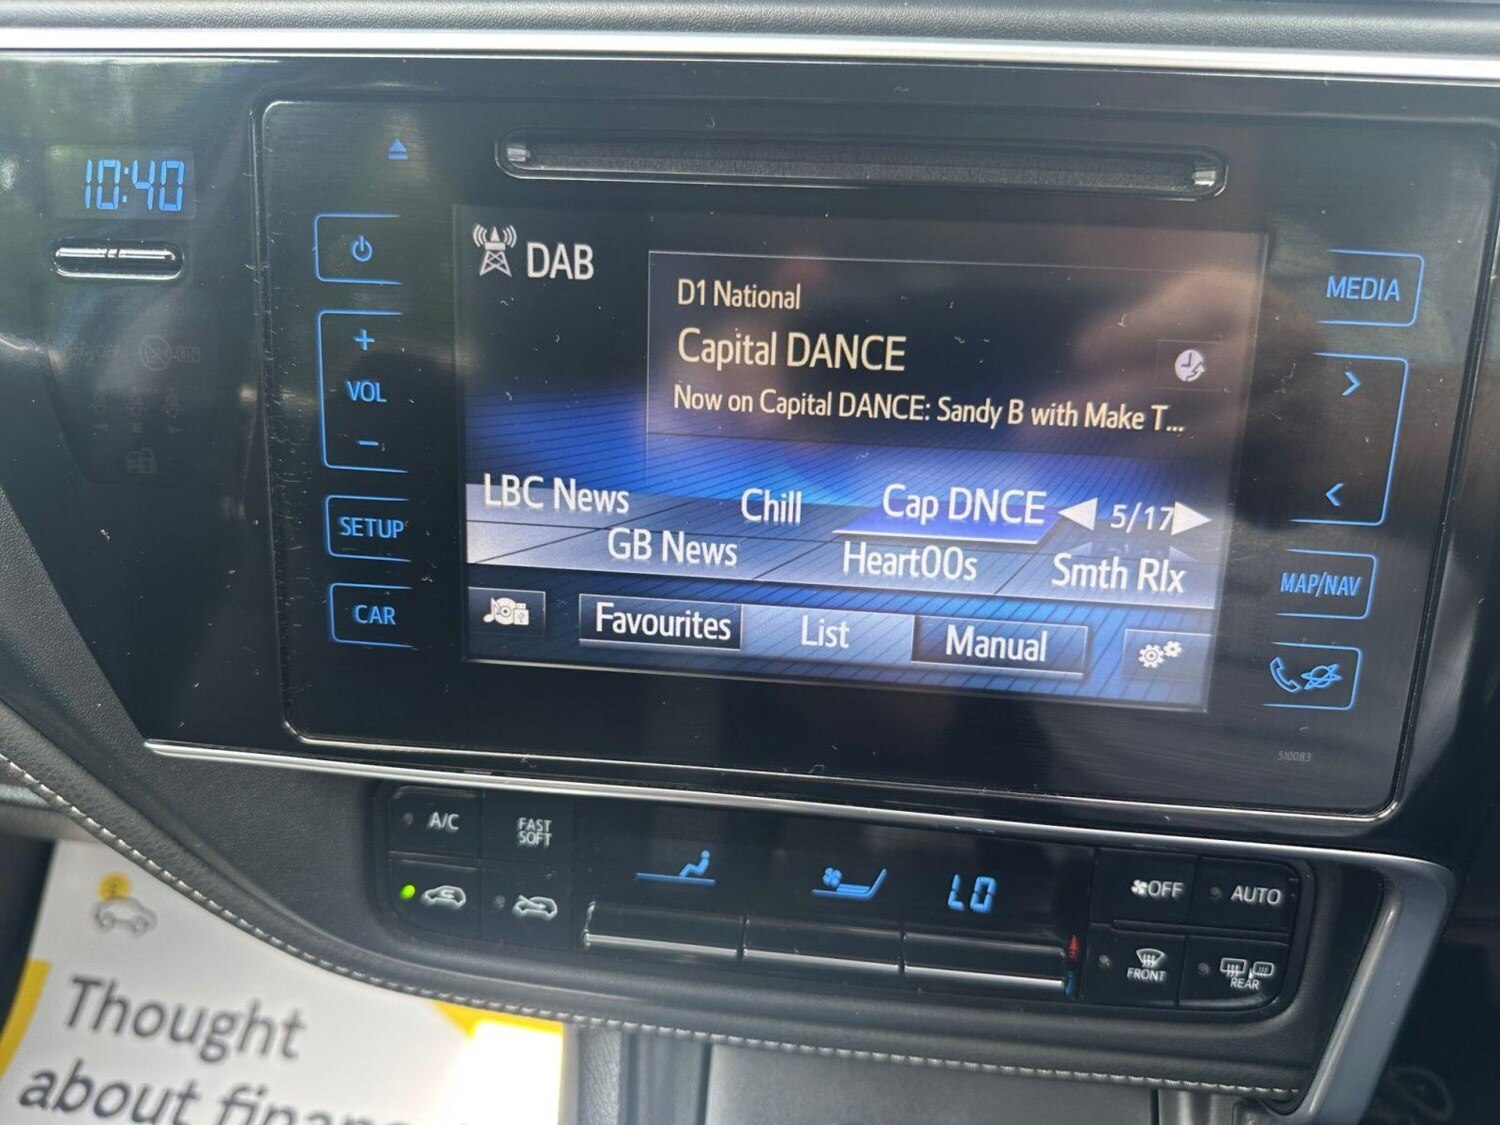 10:40
DAB
D1 National
Capital DANCE
Now on Capital DANCE: Sandy B with Make T...
LBC News Chill Cap DNCE 5/17
GB News Heart00s Smth Rlx
Favourites List Manual
+
VOL
-
SETUP
CAR
MEDIA
>
<
MAP/NAV
510083
A/C
FAST
SOFT
LO
OFF
AUTO
FRONT
REAR
Thought
about